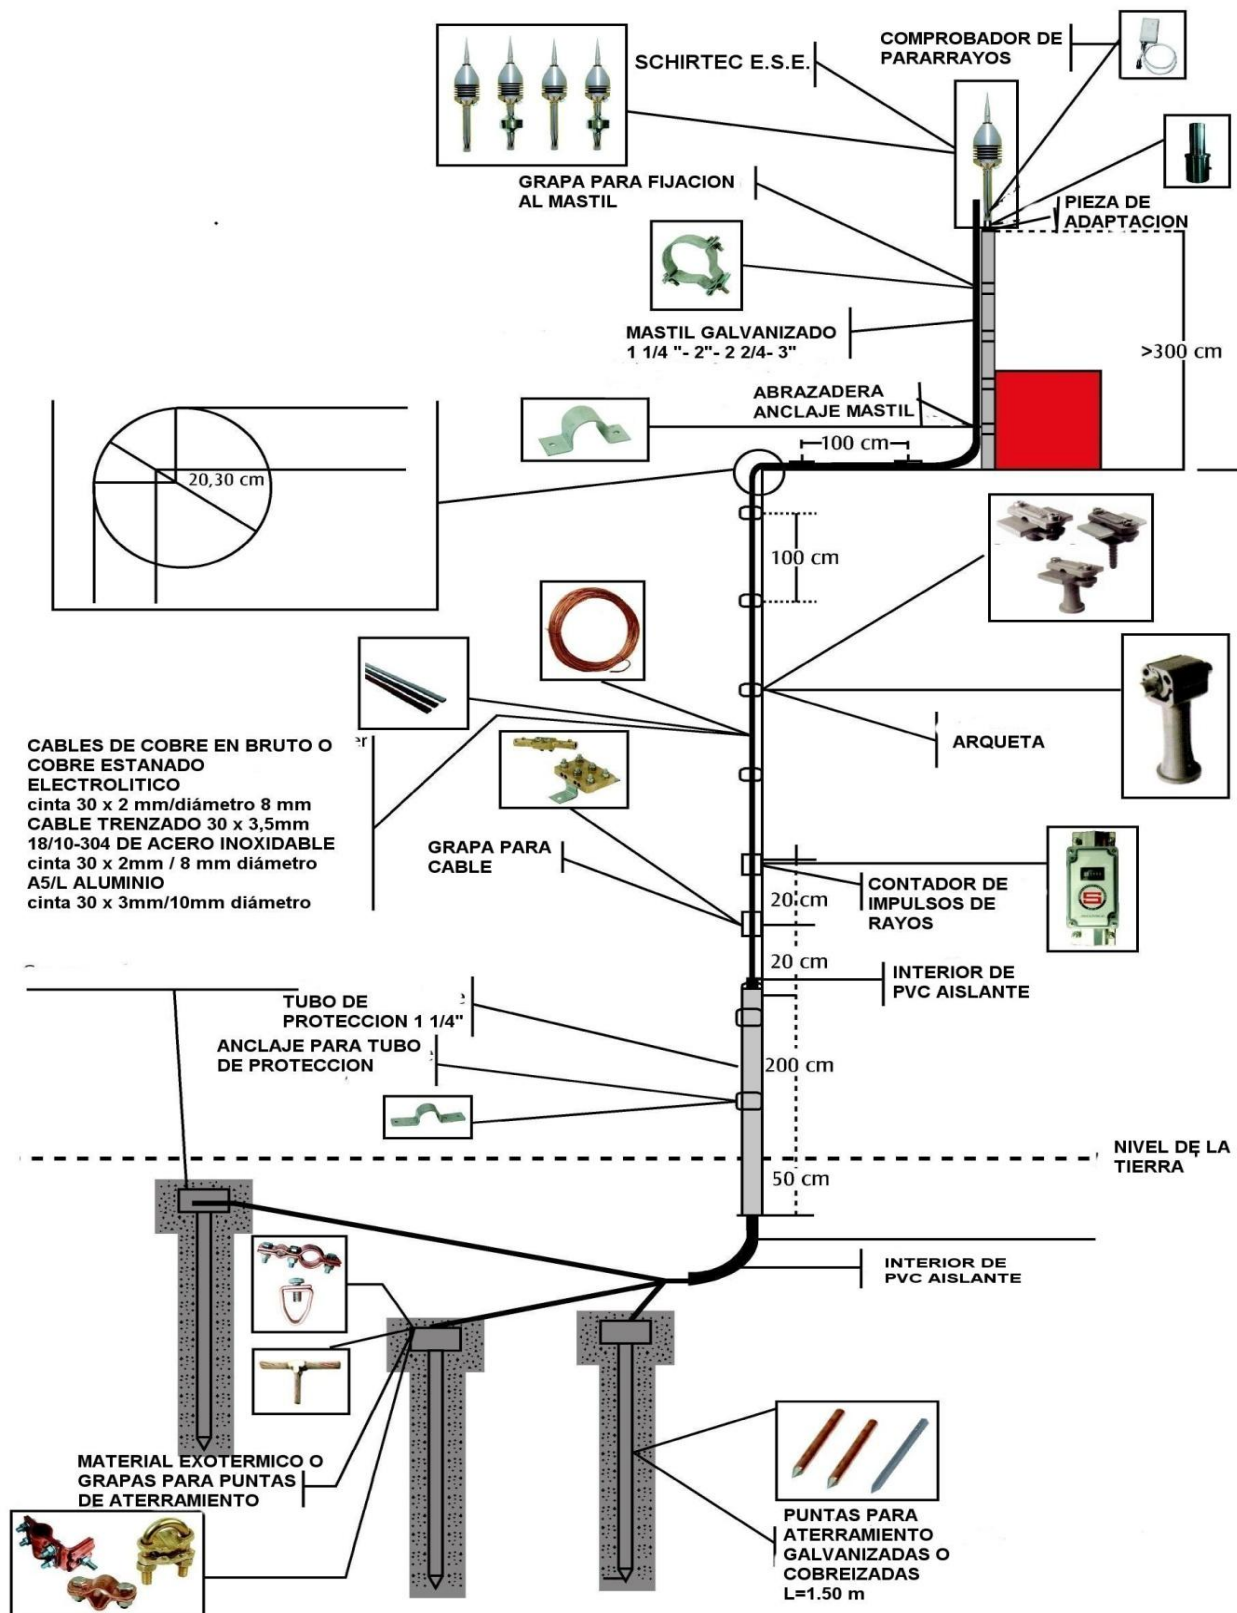 SCHIRTEC E.S.E.
COMPROBADOR DE
PARARRAYOS
GRAPA PARA FIJACION
AL MASTIL
PIEZA DE
ADAPTACION
MASTIL GALVANIZADO
1 1/4 "- 2"- 2 2/4- 3"
>300 cm
ABRAZADERA
ANCLAJE MASTIL
100 cm
20,30 cm
100 cm
CABLES DE COBRE EN BRUTO O
COBRE ESTANADO
ELECTROLITICO
cinta 30 x 2 mm/diámetro 8 mm
CABLE TRENZADO 30 x 3,5mm
18/10-304 DE ACERO INOXIDABLE
cinta 30 x 2mm / 8 mm diámetro
A5/L ALUMINIO
cinta 30 x 3mm/10mm diámetro
er
ARQUETA
GRAPA PARA
CABLE
CONTADOR DE
IMPULSOS DE
RAYOS
20 cm
20 cm
INTERIOR DE
PVC AISLANTE
TUBO DE
PROTECCION 1 1/4"
ANCLAJE PARA TUBO
DE PROTECCION
200 cm
NIVEL DE LA
TIERRA
50 cm
INTERIOR DE
PVC AISLANTE
MATERIAL EXOTERMICO O
GRAPAS PARA PUNTAS
DE ATERRAMIENTO
PUNTAS PARA
ATERRAMIENTO
GALVANIZADAS O
COBREIZADAS
L=1.50 m